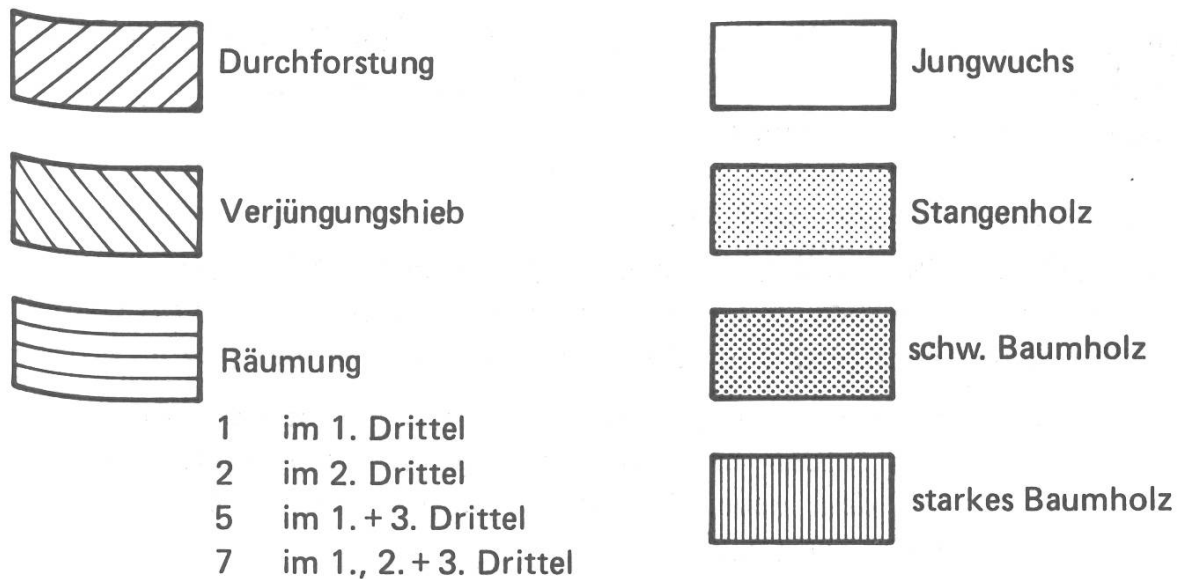 Durchforstung
Verjüngungshieb
Räumung
1 im 1. Drittel
2 im 2. Drittel
5 im 1. + 3. Drittel
7 im 1., 2. + 3. Drittel
Jungwuchs
Stangenholz
schw. Baumholz
starkes Baumholz